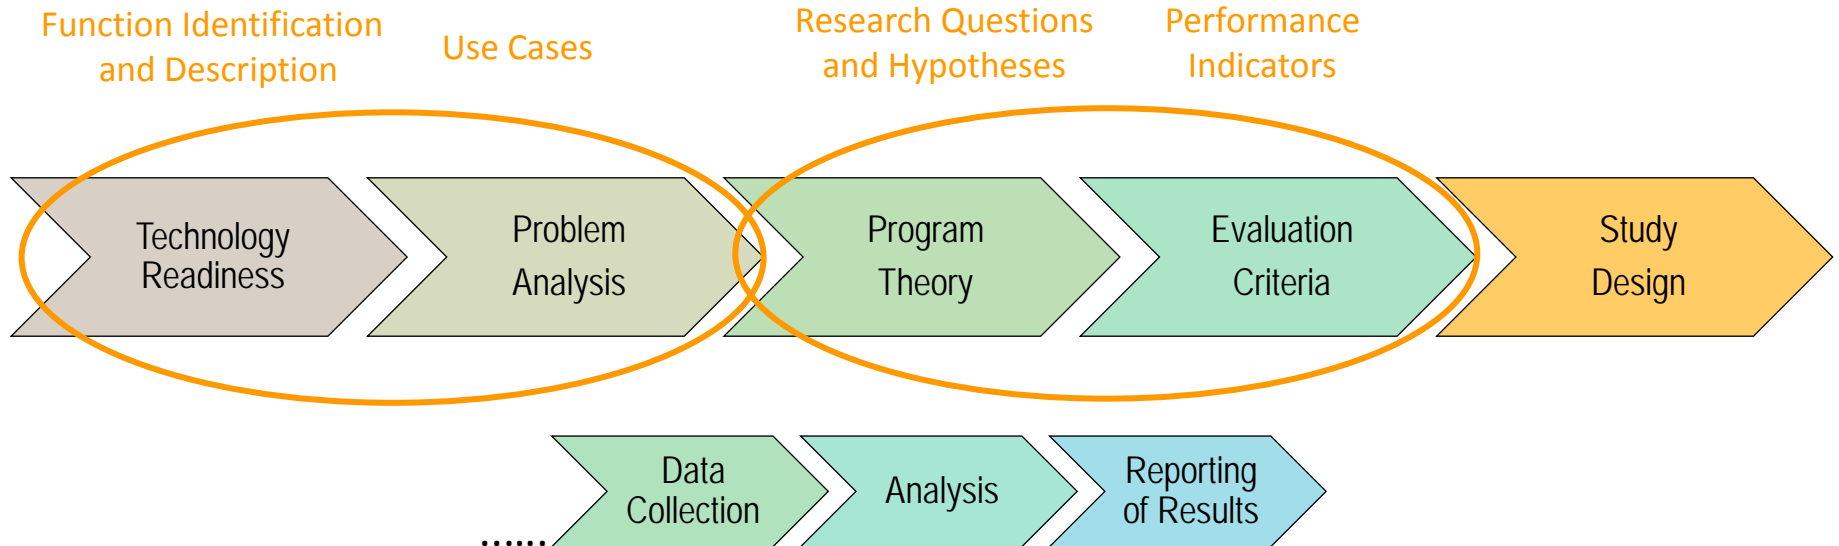 Function Identification
and Description
Use Cases
Research Questions
and Hypotheses
Performance
Indicators
Technology
Readiness
Problem
Analysis
Program
Theory
Evaluation
Criteria
Study
Design
......
Data
Collection
Analysis
Reporting
of Results